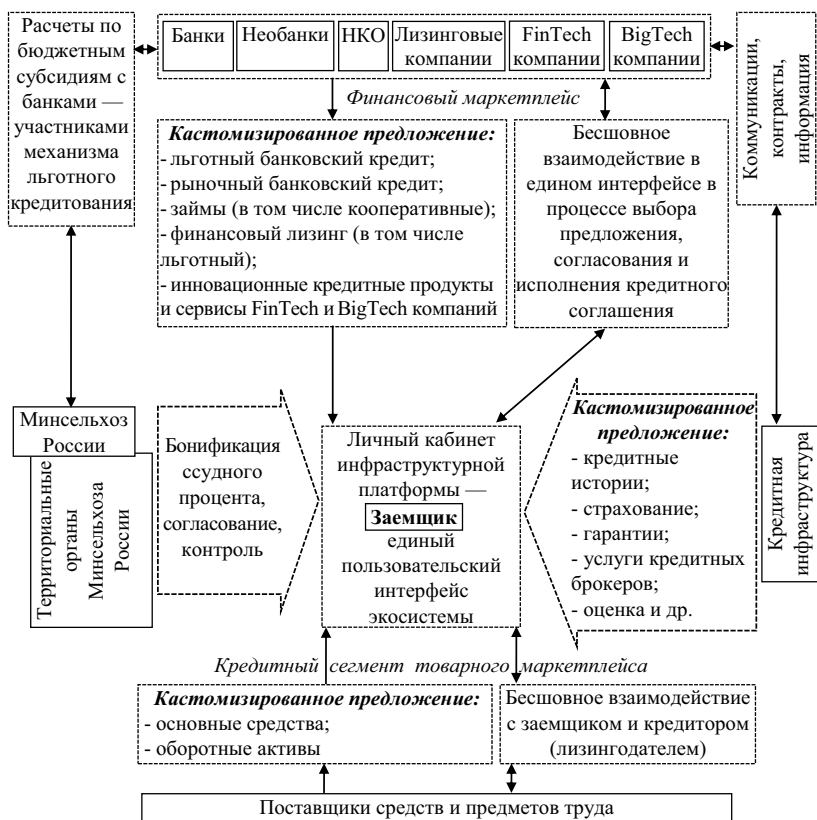 Расчеты по
бюджетным
субсидиям с
банками —
участниками
механизма
льготного
кредитования
Банки
Необанки
НКО
Лизинговые
компании
FinTech
компании
BigTech
компании
Коммуникации,
контракты,
информация
Финансовый маркетплейс
Кастомизированное предложение:
- льготный банковский кредит;
- рыночный банковский кредит;
- займы (в том числе кооперативные);
- финансовый лизинг (в том числе
льготный);
- инновационные кредитные продукты
и сервисы FinTech и BigTech компаний
Бесшовное
взаимодействие в
едином интерфейсе в
процессе выбора
предложения,
согласования и
исполнения кредитного
соглашения
Минсельхоз
России
Территориальные
органы
Минсельхоза
России
Бонификация
ссудного
процента,
согласование,
контроль
Личный кабинет
инфраструктурной
платформы —
Заемщик
единый
пользовательский
интерфейс
экосистемы
Кастомизированное
предложение:
- кредитные
истории;
- страхование;
- гарантии;
- услуги кредитных
брокеров;
- оценка и др.
Кредитная
инфраструктура
Кредитный сегмент товарного маркетплейса
Кастомизированное предложение:
- основные средства;
- оборотные активы
Бесшовное взаимодействие
с заемщиком и кредитором
(лизингодателем)
Поставщики средств и предметов труда